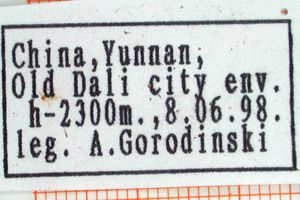 China,Yunnan,
Old Dali city env.
h-2300m.,8.06.98.
leg. A.Gorodinski